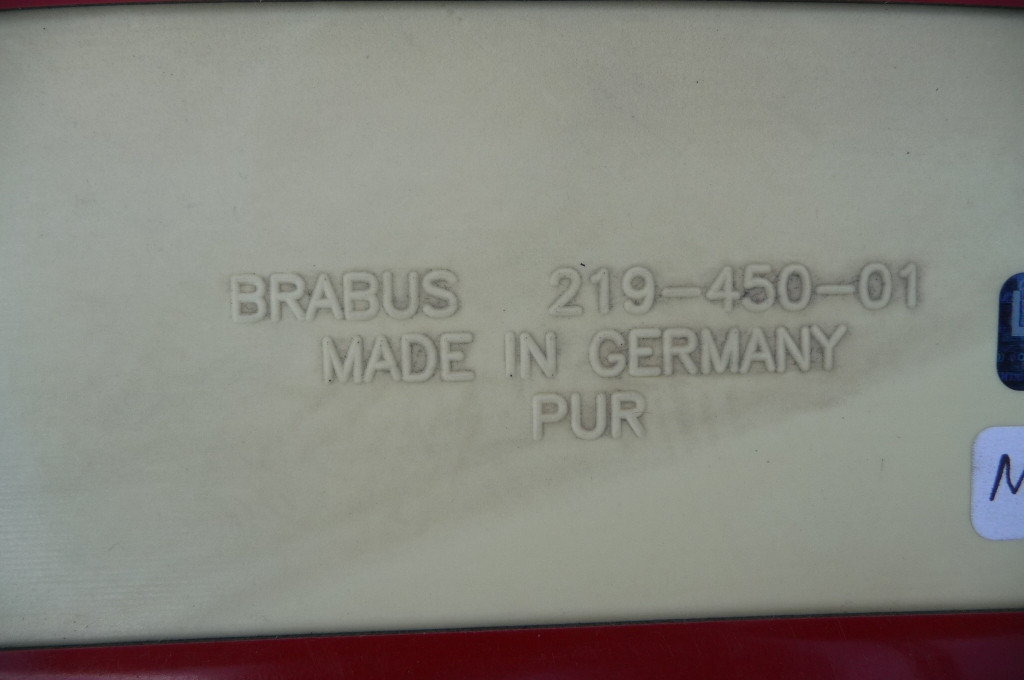 BRABUS 219-450-01
MADE IN GERMANY
PUR